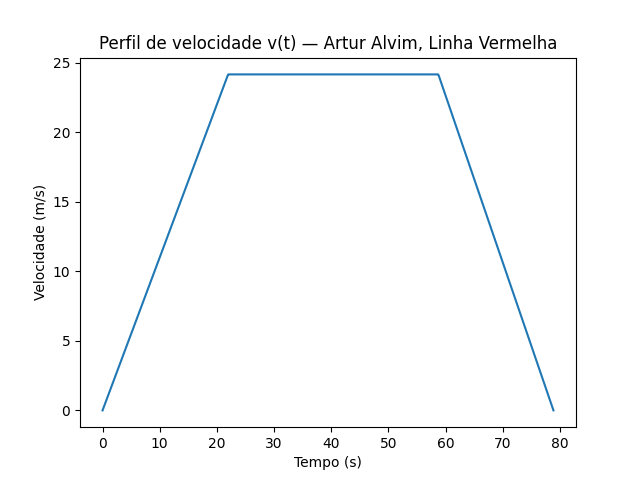 Perfil de velocidade v(t) — Artur Alvim, Linha Vermelha
25
20
15
10
5
0
Velocidade (m/s)
0 10 20 30 40 50 60 70 80
Tempo (s)